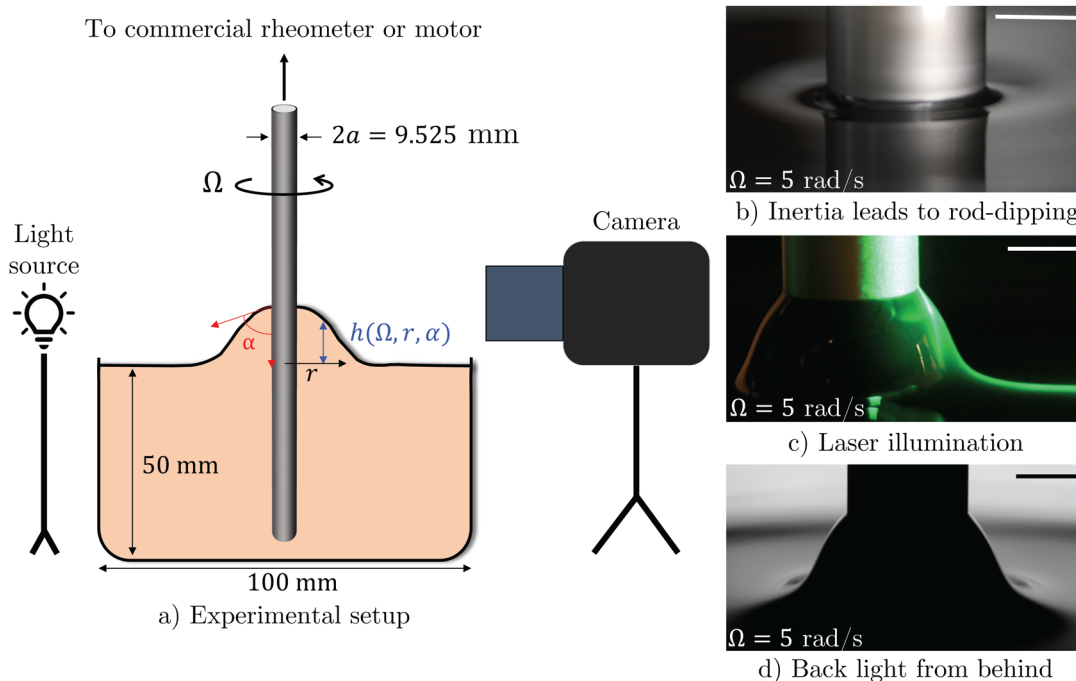 To commercial rheometer or motor
2a = 9.525 mm
Ω
Light
source
Camera
α
h(Ω, r, α)
r
50 mm
100 mm
a) Experimental setup
Ω = 5 rad/s
b) Inertia leads to rod-dipping
Ω = 5 rad/s
c) Laser illumination
Ω = 5 rad/s
d) Back light from behind